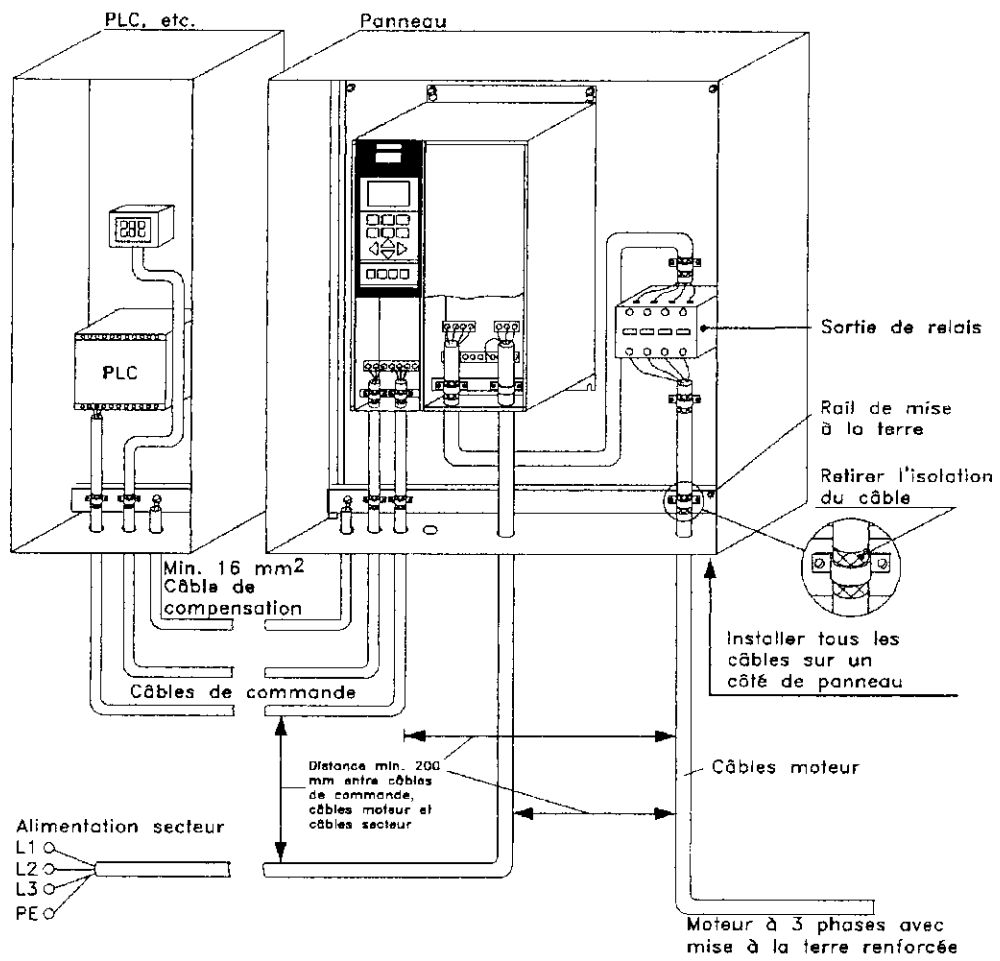 PLC, etc.
Panneau
PLC
Sortie de relais
Rail de mise
à la terre
Retirer l'isolation
du câble
Min. 16 mm2
Câble de
compensation
Installer tous les
câbles sur un
côté de panneau
Câbles de commande
Distance min. 200
mm entre câbles
de commande,
câbles moteur et
câbles secteur
Câbles moteur
Alimentation secteur
L1
L2
L3
PE
Moteur à 3 phases avec
mise à la terre renforcée